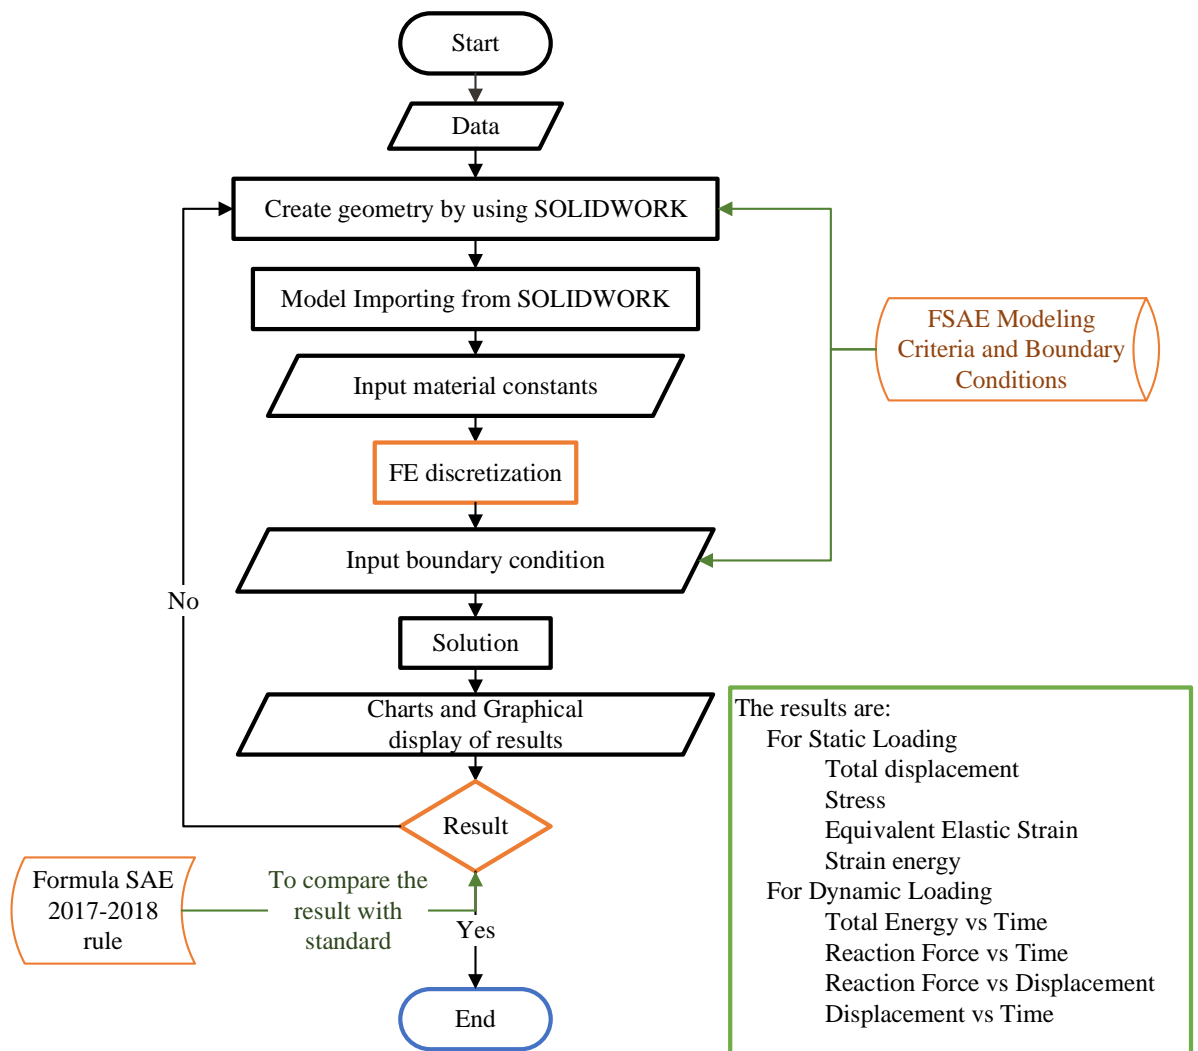 Start
Data
Create geometry by using SOLIDWORK
Model Importing from SOLIDWORK
FSAE Modeling
Criteria and Boundary
Conditions
Input material constants
FE discretization
Input boundary condition
No
Solution
Charts and Graphical
display of results
Result
Formula SAE
2017-2018
rule
To compare the
result with
standard
Yes
End
The results are:
For Static Loading
Total displacement
Stress
Equivalent Elastic Strain
Strain energy
For Dynamic Loading
Total Energy vs Time
Reaction Force vs Time
Reaction Force vs Displacement
Displacement vs Time